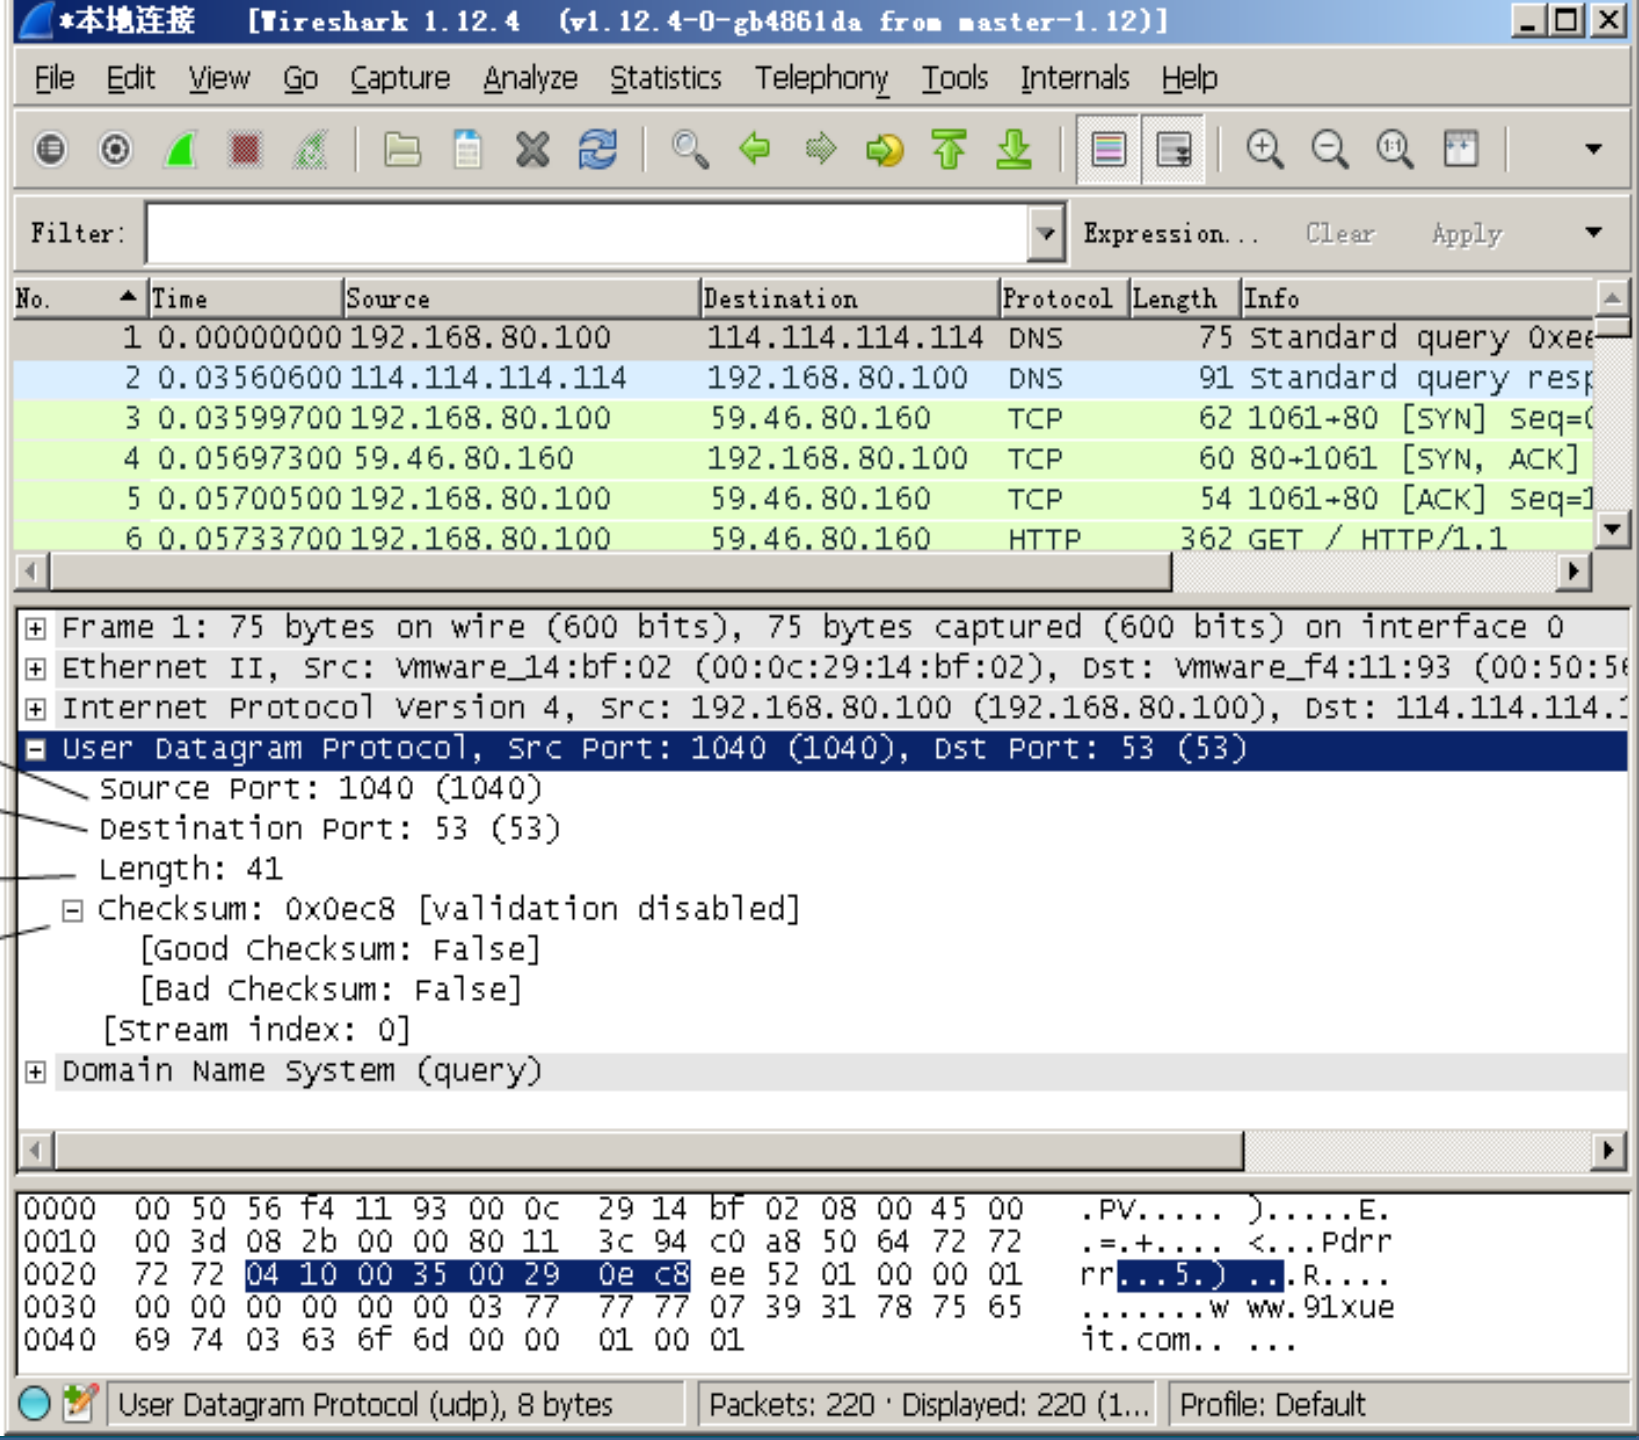 *本地连接 [Wireshark 1.12.4 (v1.12.4-0-gb4861da from master-1.12)]
File Edit View Go Capture Analyze Statistics Telephony Tools Internals Help
Filter: Expression... Clear Apply
No. Time Source Destination Protocol Length Info
1 0.00000000 192.168.80.100 114.114.114.114 DNS 75 Standard query 0xee
2 0.03560600 114.114.114.114 192.168.80.100 DNS 91 Standard query resp
3 0.03599700 192.168.80.100 59.46.80.160 TCP 62 1061→80 [SYN] Seq=0
4 0.05697300 59.46.80.160 192.168.80.100 TCP 60 80→1061 [SYN, ACK]
5 0.05700500 192.168.80.100 59.46.80.160 TCP 54 1061→80 [ACK] Seq=1
6 0.05733700 192.168.80.100 59.46.80.160 HTTP 362 GET / HTTP/1.1
Frame 1: 75 bytes on wire (600 bits), 75 bytes captured (600 bits) on interface 0
Ethernet II, Src: Vmware_14:bf:02 (00:0c:29:14:bf:02), Dst: Vmware_f4:11:93 (00:50:56
Internet Protocol Version 4, Src: 192.168.80.100 (192.168.80.100), Dst: 114.114.114.1
User Datagram Protocol, Src Port: 1040 (1040), Dst Port: 53 (53)
Source Port: 1040 (1040)
Destination Port: 53 (53)
Length: 41
Checksum: 0x0ec8 [validation disabled]
[Good Checksum: False]
[Bad Checksum: False]
[Stream index: 0]
Domain Name System (query)
0000 00 50 56 f4 11 93 00 0c 29 14 bf 02 08 00 45 00 .PV..... ).....E.
0010 00 3d 08 2b 00 00 80 11 3c 94 c0 a8 50 64 72 72 .=.+.... <...Pdrr
0020 72 72 04 10 00 35 00 29 0e c8 ee 52 01 00 00 01 rr...5.) ...R....
0030 00 00 00 00 00 00 03 77 77 77 07 39 31 78 75 65 .......w ww.91xue
0040 69 74 03 63 6f 6d 00 00 01 00 01 it.com.. ...
User Datagram Protocol (udp), 8 bytes Packets: 220 · Displayed: 220 (1... Profile: Default